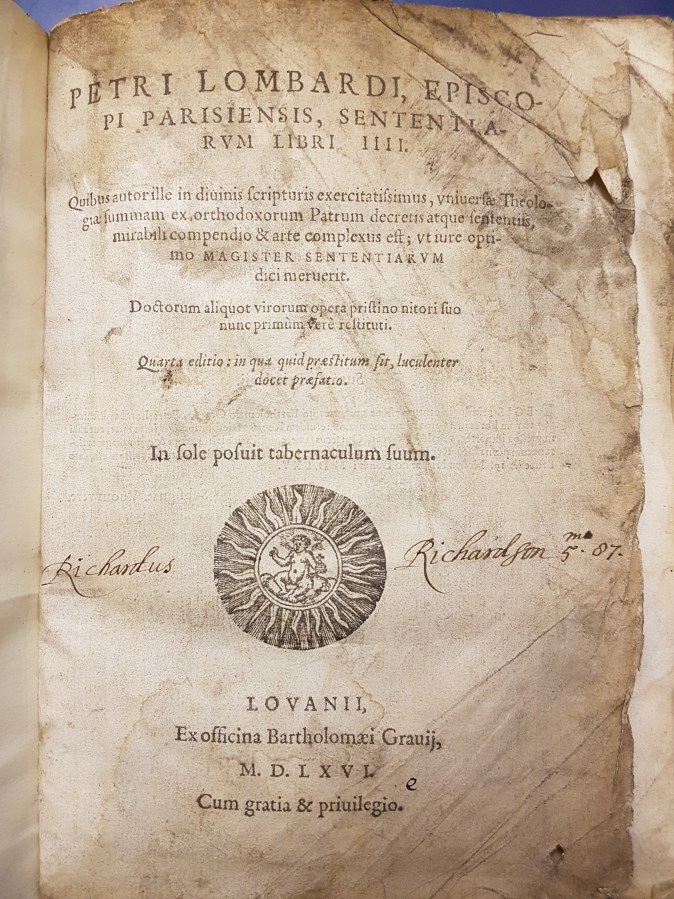 PETRI LOMBARDI, EPISCO-
PI PARISIENSIS, SENTENTIA-
RVM LIBRI IIII.
Quibus autor ille in diuinis scripturis exercitatissimus, vniuersæ Theolo-
giæ summam ex orthodoxorum Patrum decretis atque sententiis,
mirabili compendio & arte complexus est; vt iure opti-
mo MAGISTER SENTENTIARVM
dici meruerit.
Doctorum aliquot virorum opera pristino nitori suo
nunc primùm verè restituti.
Quarta editio: in qua quid præstitum sit, luculenter
docet præfatio.
In sole posuit tabernaculum suum.
Richardus Richardson 5.mo 87.
LOVANII,
Ex officina Bartholomæi Grauij,
M. D. LXVI.
e
Cum gratia & priuilegio.